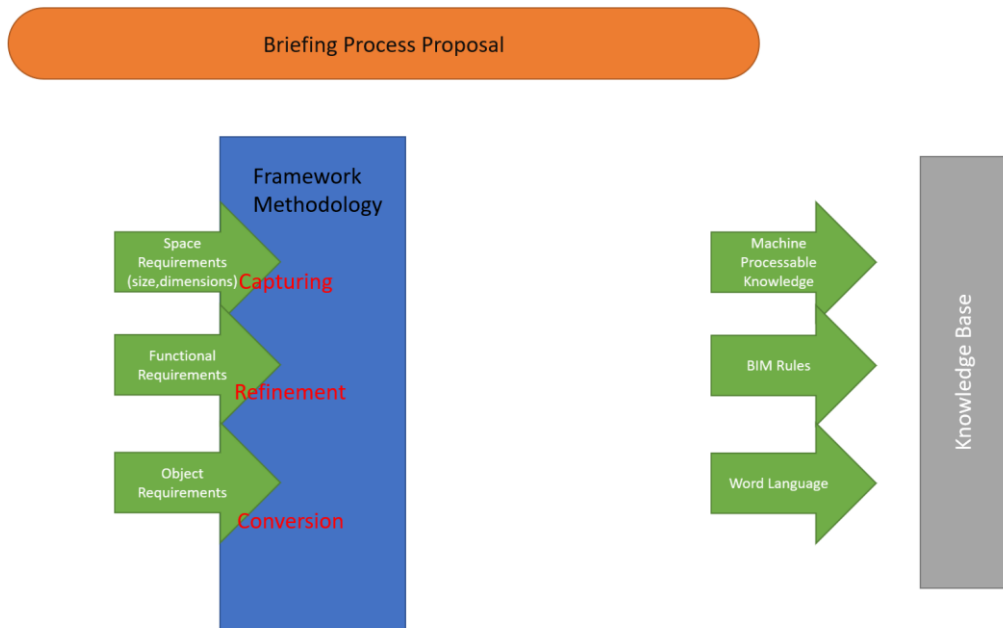 Briefing Process Proposal
Framework
Methodology
Space
Requirements
(size,dimensions)
Capturing
Functional
Requirements
Refinement
Object
Requirements
Conversion
Machine
Processable
Knowledge
BIM Rules
Word Language
Knowledge Base